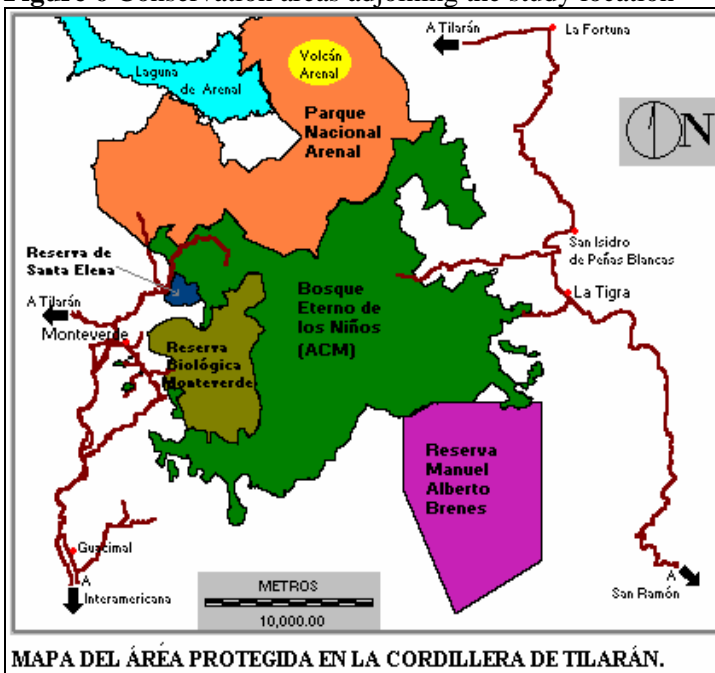 Figure 6 Conservation areas adjoining the study location
A Tilarán
La Fortuna
Volcán
Arenal
Laguna
de Arenal
Parque
Nacional
Arenal
N
Reserva de
Santa Elena
San Isidro
de Peñas Blancas
A Tilarán
Bosque
Eterno de
los Niños
(ACM)
La Tigra
Monteverde
Reserva
Biológica
Monteverde
Reserva
Manuel
Alberto
Brenes
Guacimal
A
Interamericana
METROS
10,000.00
A
San Ramón
MAPA DEL ÁREA PROTEGIDA EN LA CORDILLERA DE TILARÁN.